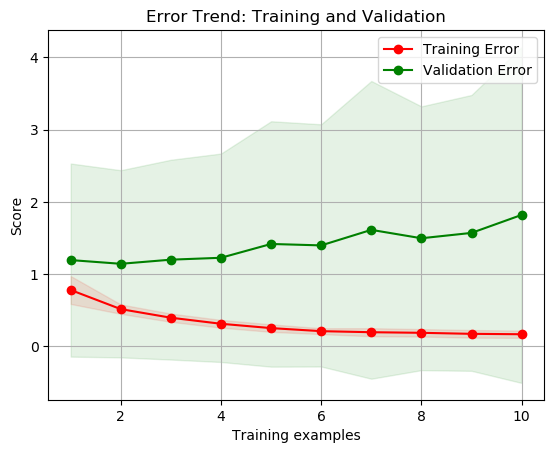 Error Trend: Training and Validation
Training Error
Validation Error
Score
4
3
2
1
0
2
4
6
8
10
Training examples